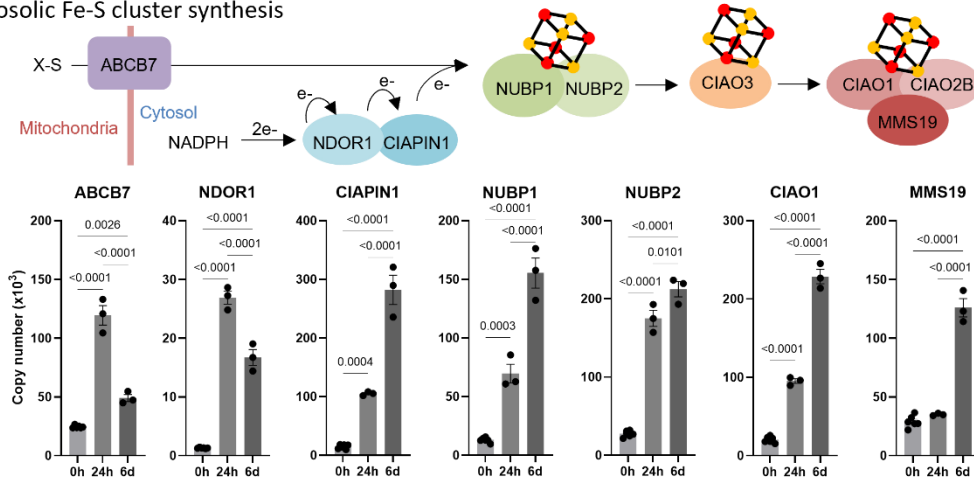 osolic Fe-S cluster synthesis
X-S
ABCB7
Mitochondria
Cytosol
NADPH
2e-
e-
e-
e-
NDOR1
CIAPIN1
NUBP1
NUBP2
CIAO3
CIAO1
CIAO2B
MMS19
Copy number (x10³)
ABCB7
200
150
100
50
0
0.0026
<0.0001
<0.0001
0h 24h 6d
NDOR1
40
30
20
10
0
<0.0001
<0.0001
<0.0001
0h 24h 6d
CIAPIN1
400
300
200
100
0
<0.0001
<0.0001
0.0004
0h 24h 6d
NUBP1
200
150
100
50
0
<0.0001
<0.0001
0.0003
0h 24h 6d
NUBP2
300
200
100
0
<0.0001
0.0101
<0.0001
0h 24h 6d
CIAO1
300
200
100
0
<0.0001
<0.0001
<0.0001
0h 24h 6d
MMS19
200
150
100
50
0
<0.0001
<0.0001
0h 24h 6d